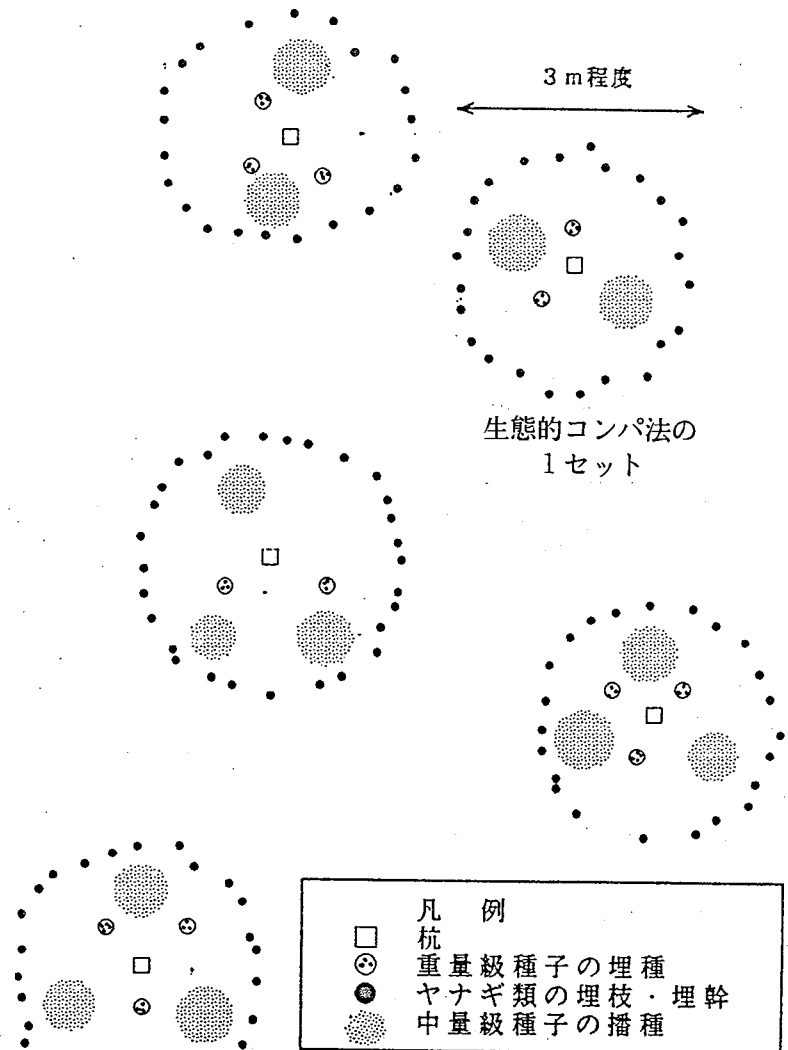 3m程度
生態的コンパ法の
1セット
凡 例
杭
重量級種子の埋種
ヤナギ類の埋枝・埋幹
中量級種子の播種